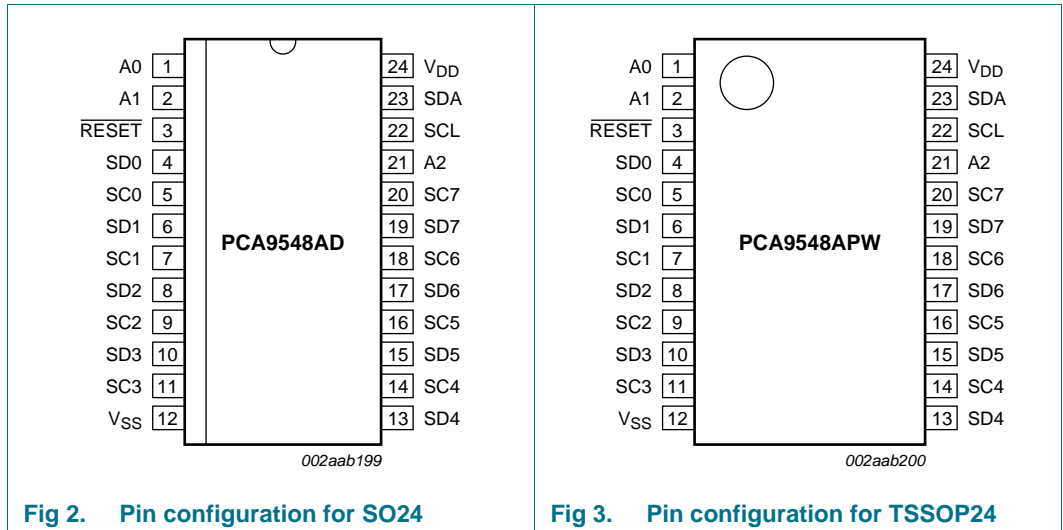 A0 1 24 VDD
A1 2 23 SDA
RESET 3 22 SCL
SD0 4 21 A2
SC0 5 20 SC7
SD1 6 19 SD7
SC1 7 18 SC6
SD2 8 17 SD6
SC2 9 16 SC5
SD3 10 15 SD5
SC3 11 14 SC4
VSS 12 13 SD4
PCA9548AD
002aab199
Fig 2. Pin configuration for SO24
A0 1 24 VDD
A1 2 23 SDA
RESET 3 22 SCL
SD0 4 21 A2
SC0 5 20 SC7
SD1 6 19 SD7
SC1 7 18 SC6
SD2 8 17 SD6
SC2 9 16 SC5
SD3 10 15 SD5
SC3 11 14 SC4
VSS 12 13 SD4
PCA9548APW
002aab200
Fig 3. Pin configuration for TSSOP24